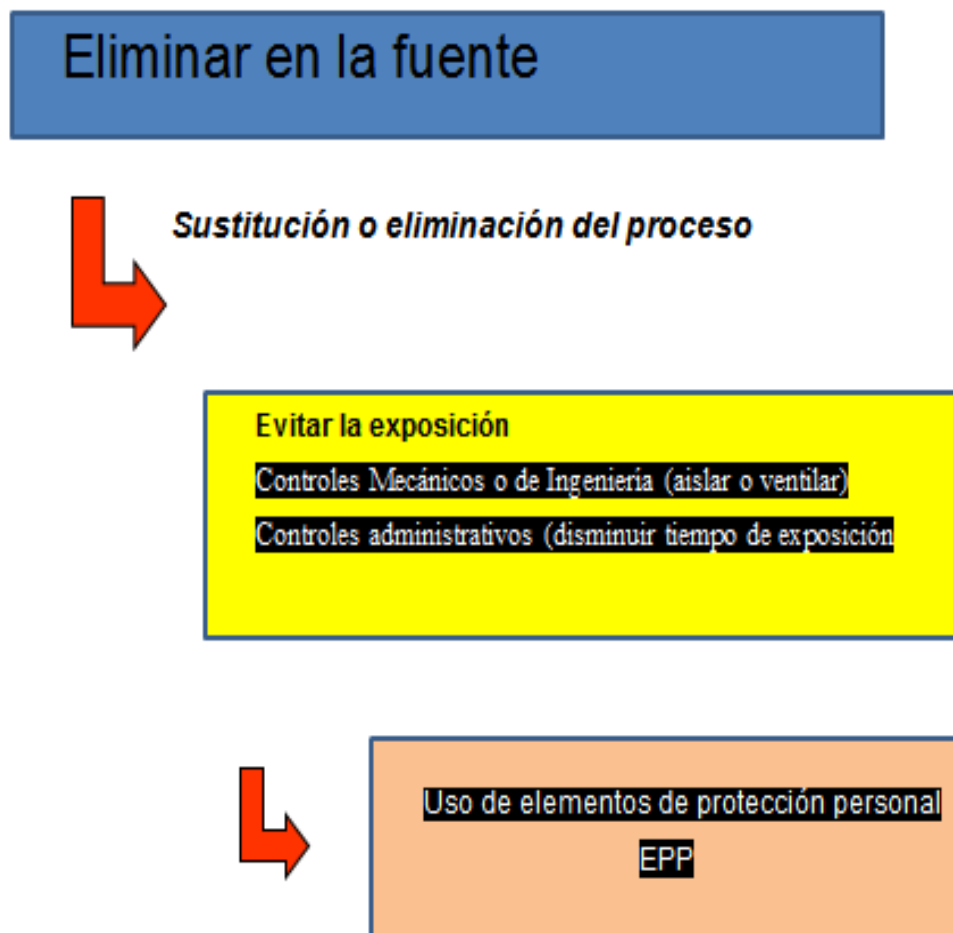 Eliminar en la fuente
Sustitución o eliminación del proceso
Evitar la exposición
Controles Mecánicos o de Ingeniería (aislar o ventilar)
Controles administrativos (disminuir tiempo de exposición
Uso de elementos de protección personal
EPP